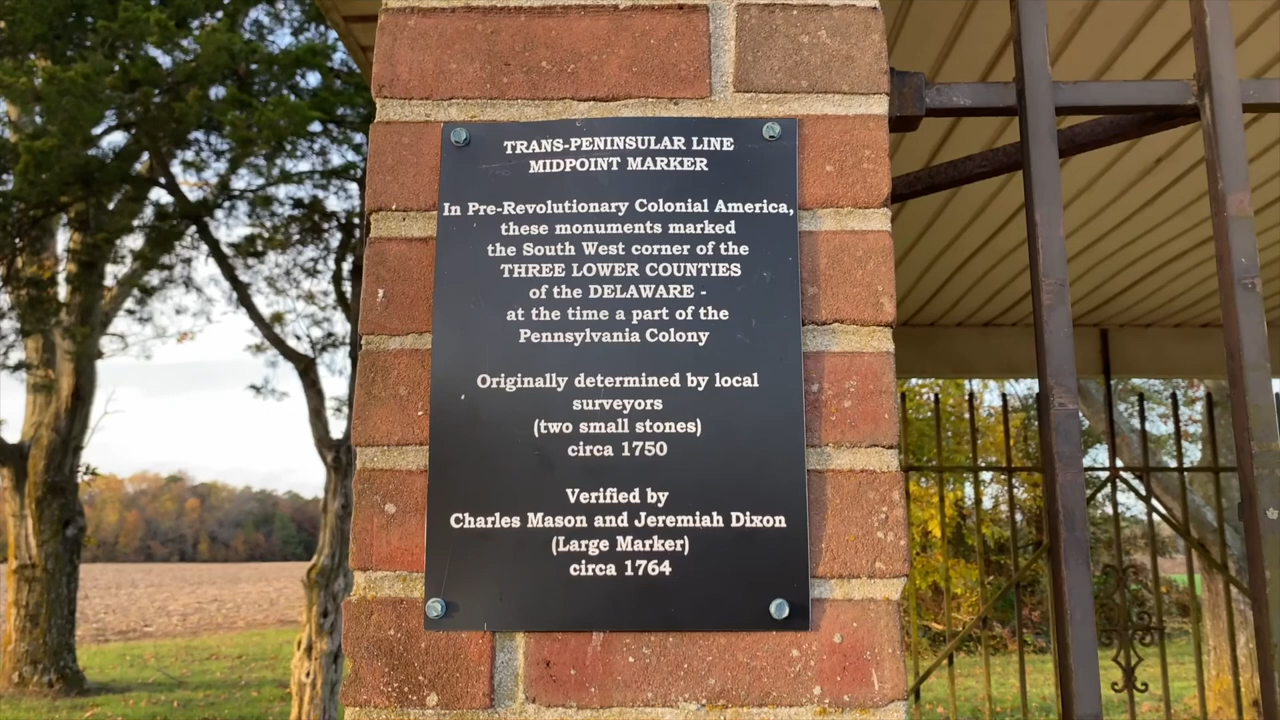 TRANS-PENINSULAR LINE
MIDPOINT MARKER
In Pre-Revolutionary Colonial America,
these monuments marked
the South West corner of the
THREE LOWER COUNTIES
of the DELAWARE -
at the time a part of the
Pennsylvania Colony
Originally determined by local
surveyors
(two small stones)
circa 1750
Verified by
Charles Mason and Jeremiah Dixon
(Large Marker)
circa 1764